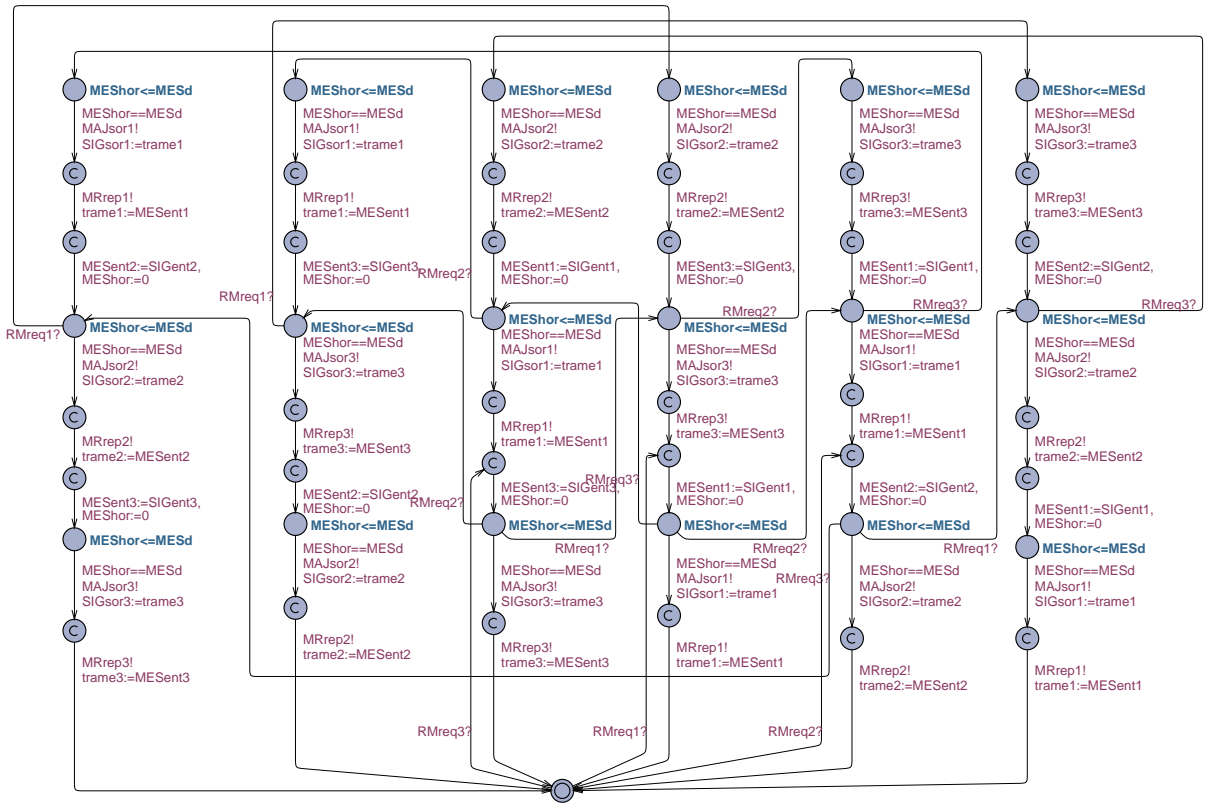 MEShor<=MESd
MEShor==MESd
MAJsor1!
SIGsor1:=trame1
C
MRrep1!
trame1:=MESent1
C
MESent2:=SIGent2,
MEShor:=0
RMreq1?
MEShor<=MESd
MEShor==MESd
MAJsor2!
SIGsor2:=trame2
C
MRrep2!
trame2:=MESent2
C
MESent3:=SIGent3,
MEShor:=0
MEShor<=MESd
MEShor==MESd
MAJsor3!
SIGsor3:=trame3
C
MRrep3!
trame3:=MESent3
MEShor<=MESd
MEShor==MESd
MAJsor1!
SIGsor1:=trame1
C
MRrep1!
trame1:=MESent1
C
MESent3:=SIGent3,
MEShor:=0
RMreq1?
MEShor<=MESd
MEShor==MESd
MAJsor3!
SIGsor3:=trame3
C
MRrep3!
trame3:=MESent3
C
MESent2:=SIGent2,
MEShor:=0
MEShor<=MESd
MEShor==MESd
MAJsor2!
SIGsor2:=trame2
C
MRrep2!
trame2:=MESent2
MEShor<=MESd
MEShor==MESd
MAJsor2!
SIGsor2:=trame2
C
MRrep2!
trame2:=MESent2
C
MESent1:=SIGent1,
MEShor:=0
RMreq2?
MEShor<=MESd
MEShor==MESd
MAJsor1!
SIGsor1:=trame1
C
MRrep1!
trame1:=MESent1
C
MESent3:=SIGent3,
MEShor:=0
RMreq2?
MEShor<=MESd
RMreq1?
MEShor==MESd
MAJsor3!
SIGsor3:=trame3
C
MRrep3!
trame3:=MESent3
RMreq3?
MEShor<=MESd
MEShor==MESd
MAJsor2!
SIGsor2:=trame2
C
MRrep2!
trame2:=MESent2
C
MESent3:=SIGent3,
MEShor:=0
RMreq2?
MEShor<=MESd
MEShor==MESd
MAJsor3!
SIGsor3:=trame3
C
MRrep3!
trame3:=MESent3
C
MESent1:=SIGent1,
MEShor:=0
RMreq3?
MEShor<=MESd
RMreq2?
MEShor==MESd
MAJsor1!
SIGsor1:=trame1
C
MRrep1!
trame1:=MESent1
RMreq1?
MEShor<=MESd
MEShor==MESd
MAJsor3!
SIGsor3:=trame3
C
MRrep3!
trame3:=MESent3
C
MESent1:=SIGent1,
MEShor:=0
RMreq3?
MEShor<=MESd
MEShor==MESd
MAJsor1!
SIGsor1:=trame1
C
MRrep1!
trame1:=MESent1
C
MESent2:=SIGent2,
MEShor:=0
MEShor<=MESd
RMreq1?
RMreq3?
MEShor==MESd
MAJsor2!
SIGsor2:=trame2
C
MRrep2!
trame2:=MESent2
RMreq2?
MEShor<=MESd
MEShor==MESd
MAJsor3!
SIGsor3:=trame3
C
MRrep3!
trame3:=MESent3
C
MESent2:=SIGent2,
MEShor:=0
RMreq3?
MEShor<=MESd
MEShor==MESd
MAJsor2!
SIGsor2:=trame2
C
MRrep2!
trame2:=MESent2
C
MESent1:=SIGent1,
MEShor:=0
MEShor<=MESd
MEShor==MESd
MAJsor1!
SIGsor1:=trame1
C
MRrep1!
trame1:=MESent1